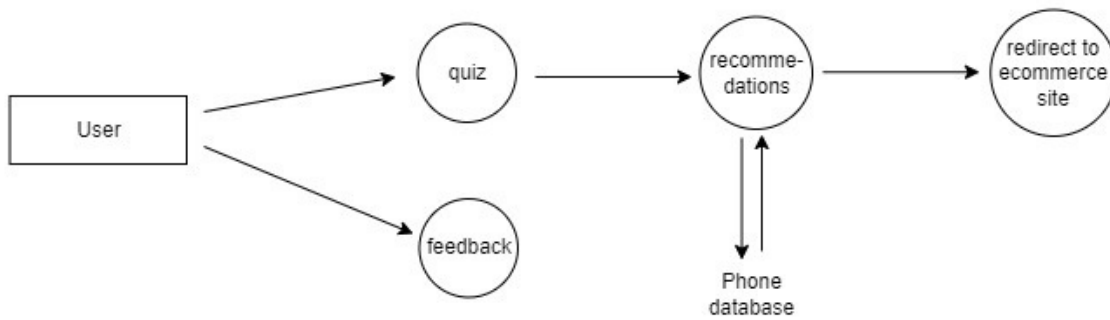 User
quiz
feedback
recomme-
dations
redirect to
ecommerce
site
Phone
database